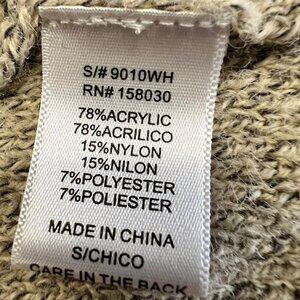 S/# 9010WH
RN# 158030
78%ACRYLIC
78%ACRILICO
15%NYLON
15%NILON
7%POLYESTER
7%POLIESTER
MADE IN CHINA
S/CHICO
CARE IN THE BACK